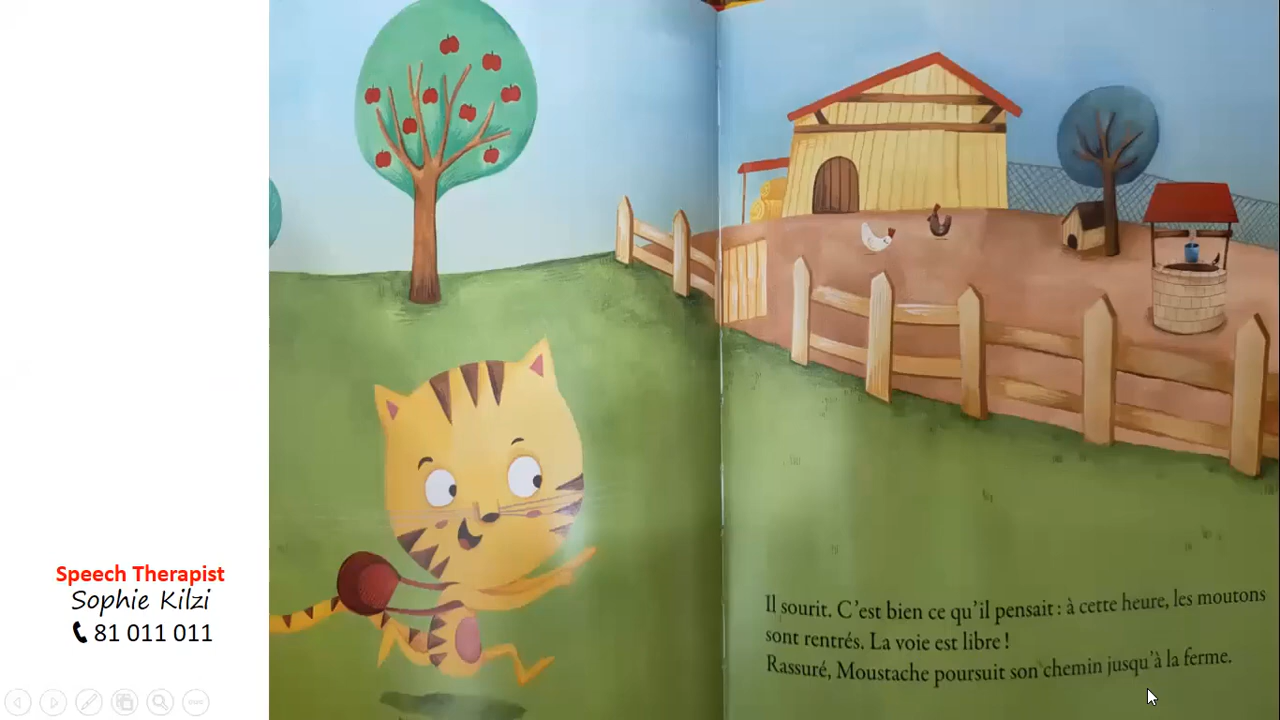 Speech Therapist
Sophie Kilzi
81 011 011
Il sourit. C'est bien ce qu'il pensait : à cette heure, les moutons
sont rentrés. La voie est libre !
Rassuré, Moustache poursuit son chemin jusqu'à la ferme.